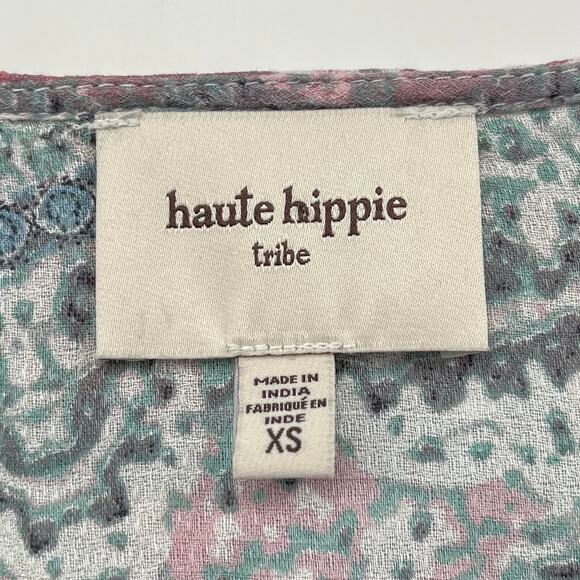 haute hippie
tribe
MADE IN
INDIA
FABRIQUÉ EN
INDE
XS